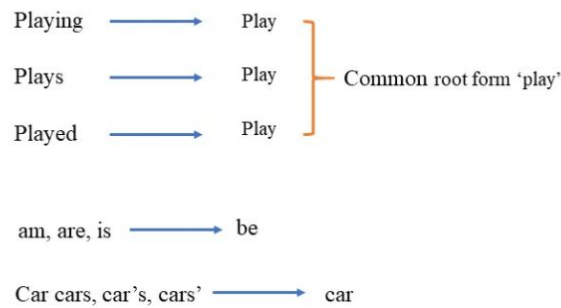 Playing Play
Plays Play Common root form ‘play’
Played Play
am, are, is be
Car cars, car’s, cars’ car